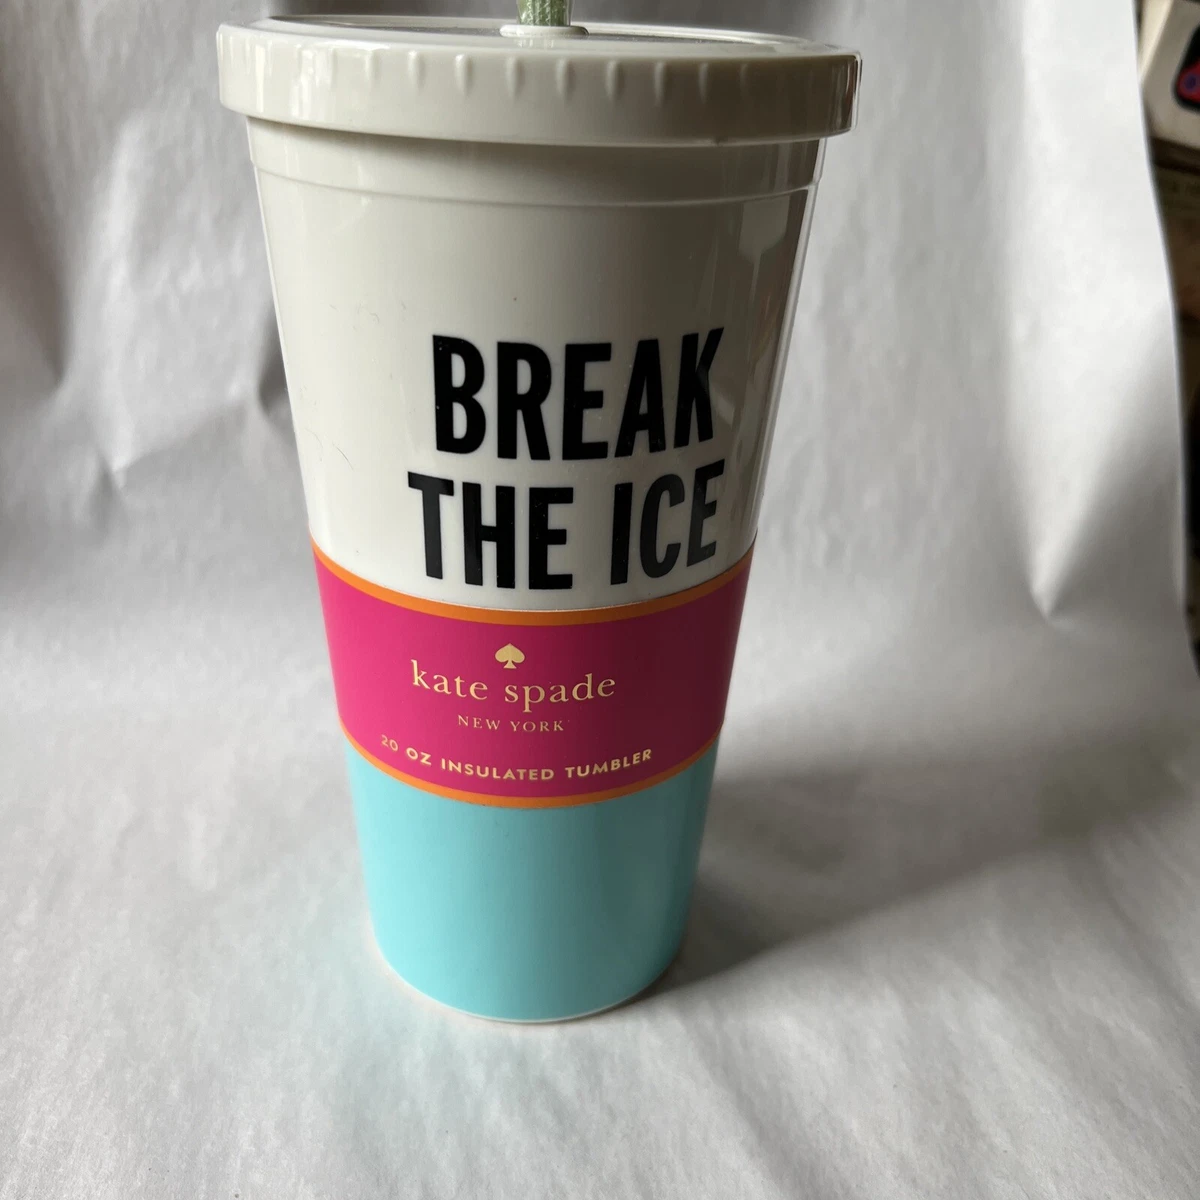 BREAK
THE ICE
kate spade
NEW YORK
20 OZ INSULATED TUMBLER